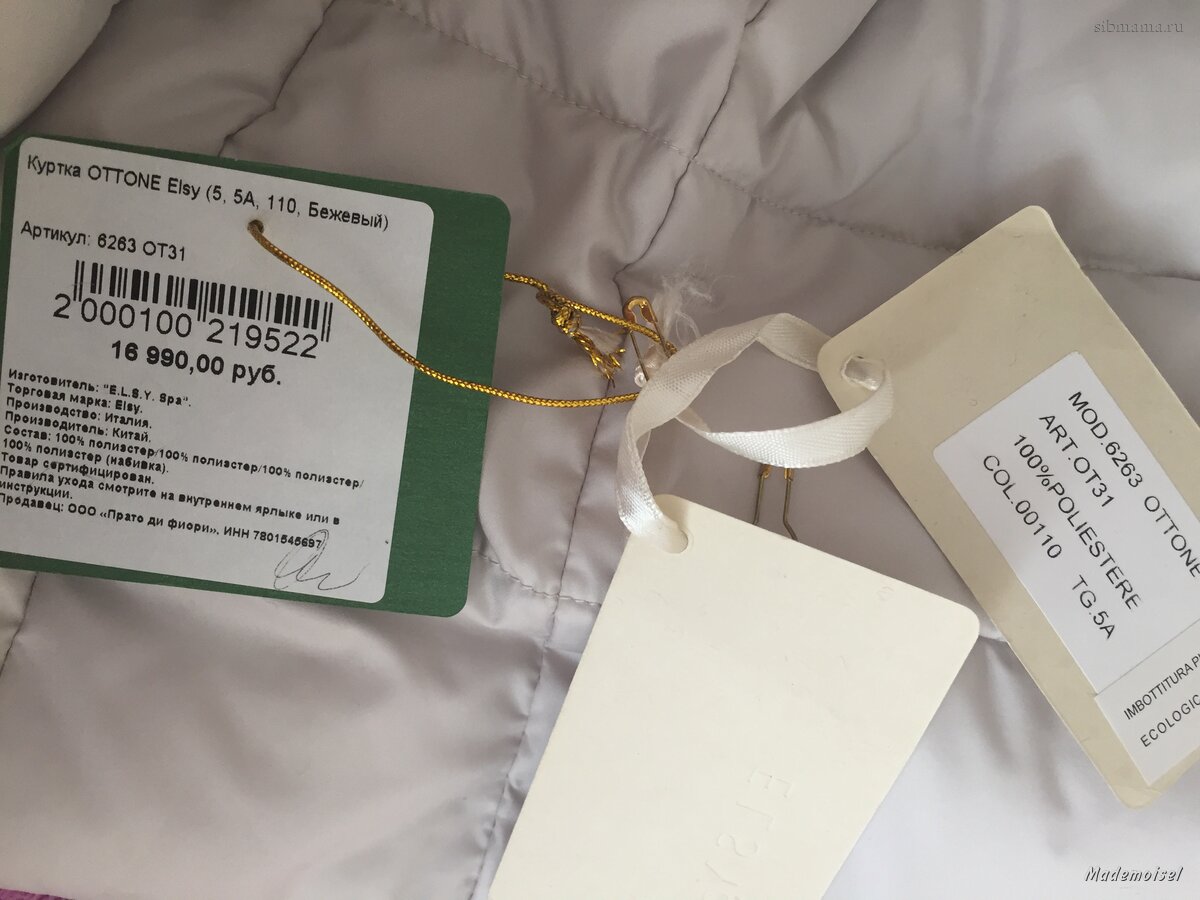 sibmama.ru
Куртка OTTONE Elsy (5, 5A, 110, Бежевый)
Артикул: 6263 OT31
2 000100 219522
16 990,00 руб.
Изготовитель: "E.L.S.Y. Spa".
Торговая марка: Elsy.
Производство: Италия.
Производитель: Китай.
Состав: 100% полиэстер/100% полиэстер/100% полиэстер/
100% полиэстер (набивка).
Товар сертифицирован.
Правила ухода смотрите на внутреннем ярлыке или в
инструкции.
Продавец: ООО «Прато ди фиори», ИНН 7801545697
MOD.6263 OTTONE
ART.OT31
100%POLIESTERE
COL.00110 TG.5A
IMBOTTITURA
ECOLOGIC
Mademoisel